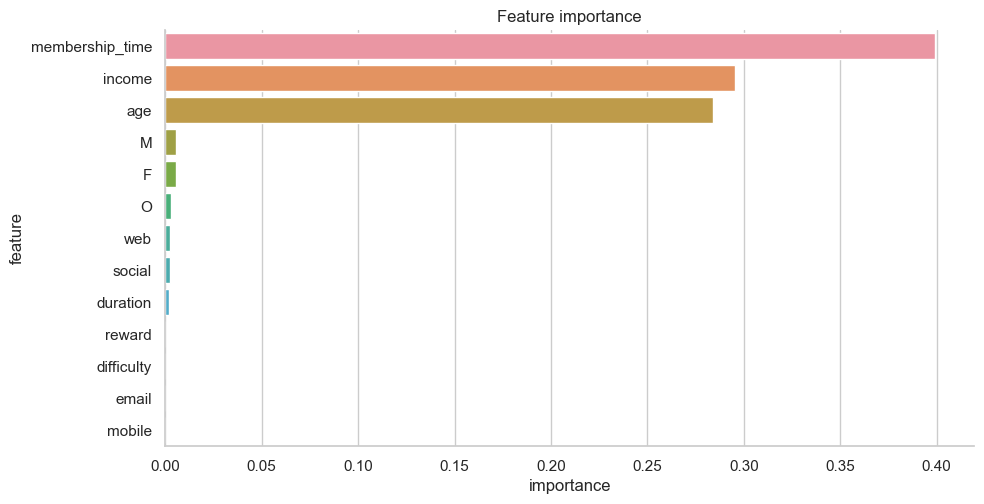 Feature importance
membership_time
income
age
M
F
O
web
social
duration
reward
difficulty
email
mobile
feature
0.00 0.05 0.10 0.15 0.20 0.25 0.30 0.35 0.40
importance